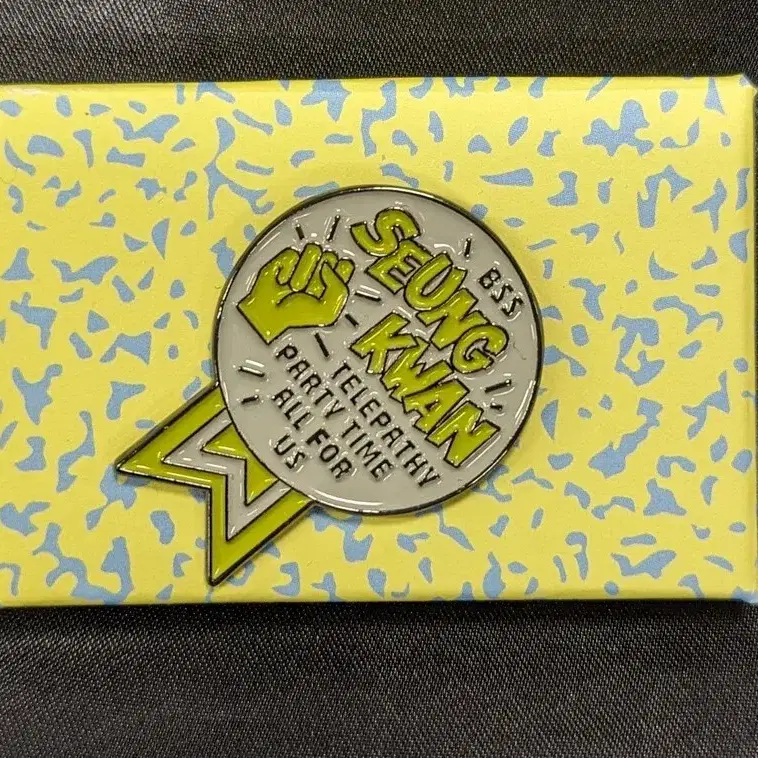 BSS
SEUNG
KWAN
TELEPATHY
PARTY TIME
ALL FOR
US